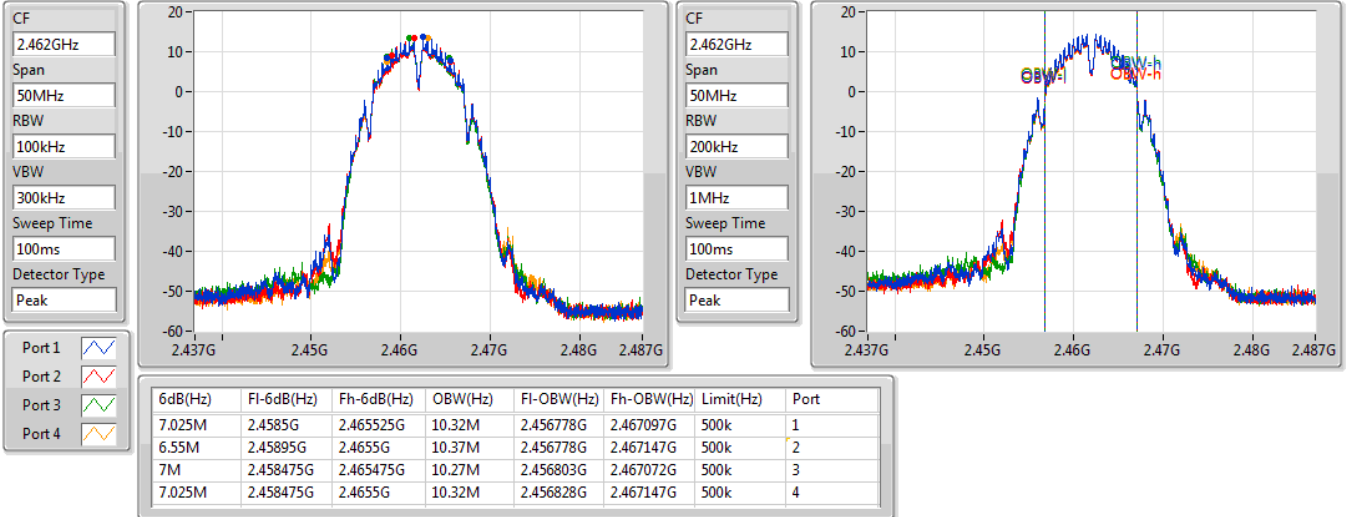 CF
2.462GHz
Span
50MHz
RBW
100kHz
VBW
300kHz
Sweep Time
100ms
Detector Type
Peak
Port 1
Port 2
Port 3
Port 4
20
10
0
-10
-20
-30
-40
-50
-60
2.437G 2.45G 2.46G 2.47G 2.48G 2.487G
CF
2.462GHz
Span
50MHz
RBW
200kHz
VBW
1MHz
Sweep Time
100ms
Detector Type
Peak
20
10
0
-10
-20
-30
-40
-50
-60
OBW-l
OBW-h
OBW-h
2.437G 2.45G 2.46G 2.47G 2.48G 2.487G
6dB(Hz) Fl-6dB(Hz) Fh-6dB(Hz) OBW(Hz) Fl-OBW(Hz) Fh-OBW(Hz) Limit(Hz) Port
7.025M 2.4585G 2.465525G 10.32M 2.456778G 2.467097G 500k 1
6.55M 2.45895G 2.4655G 10.37M 2.456778G 2.467147G 500k 2
7M 2.458475G 2.465475G 10.27M 2.456803G 2.467072G 500k 3
7.025M 2.458475G 2.4655G 10.32M 2.456828G 2.467147G 500k 4